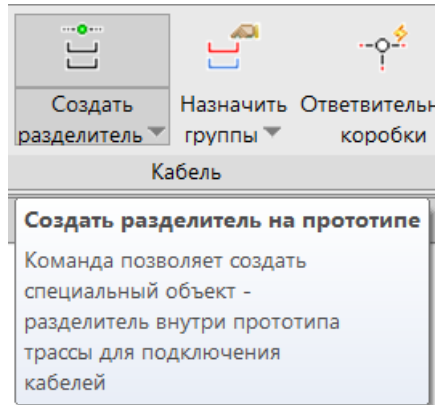 Создать Назначить
разделитель группы коробки
Кабель
Создать разделитель на прототипе
Команда позволяет создать
специальный объект -
разделитель внутри прототипа
трассы для подключения
кабелей